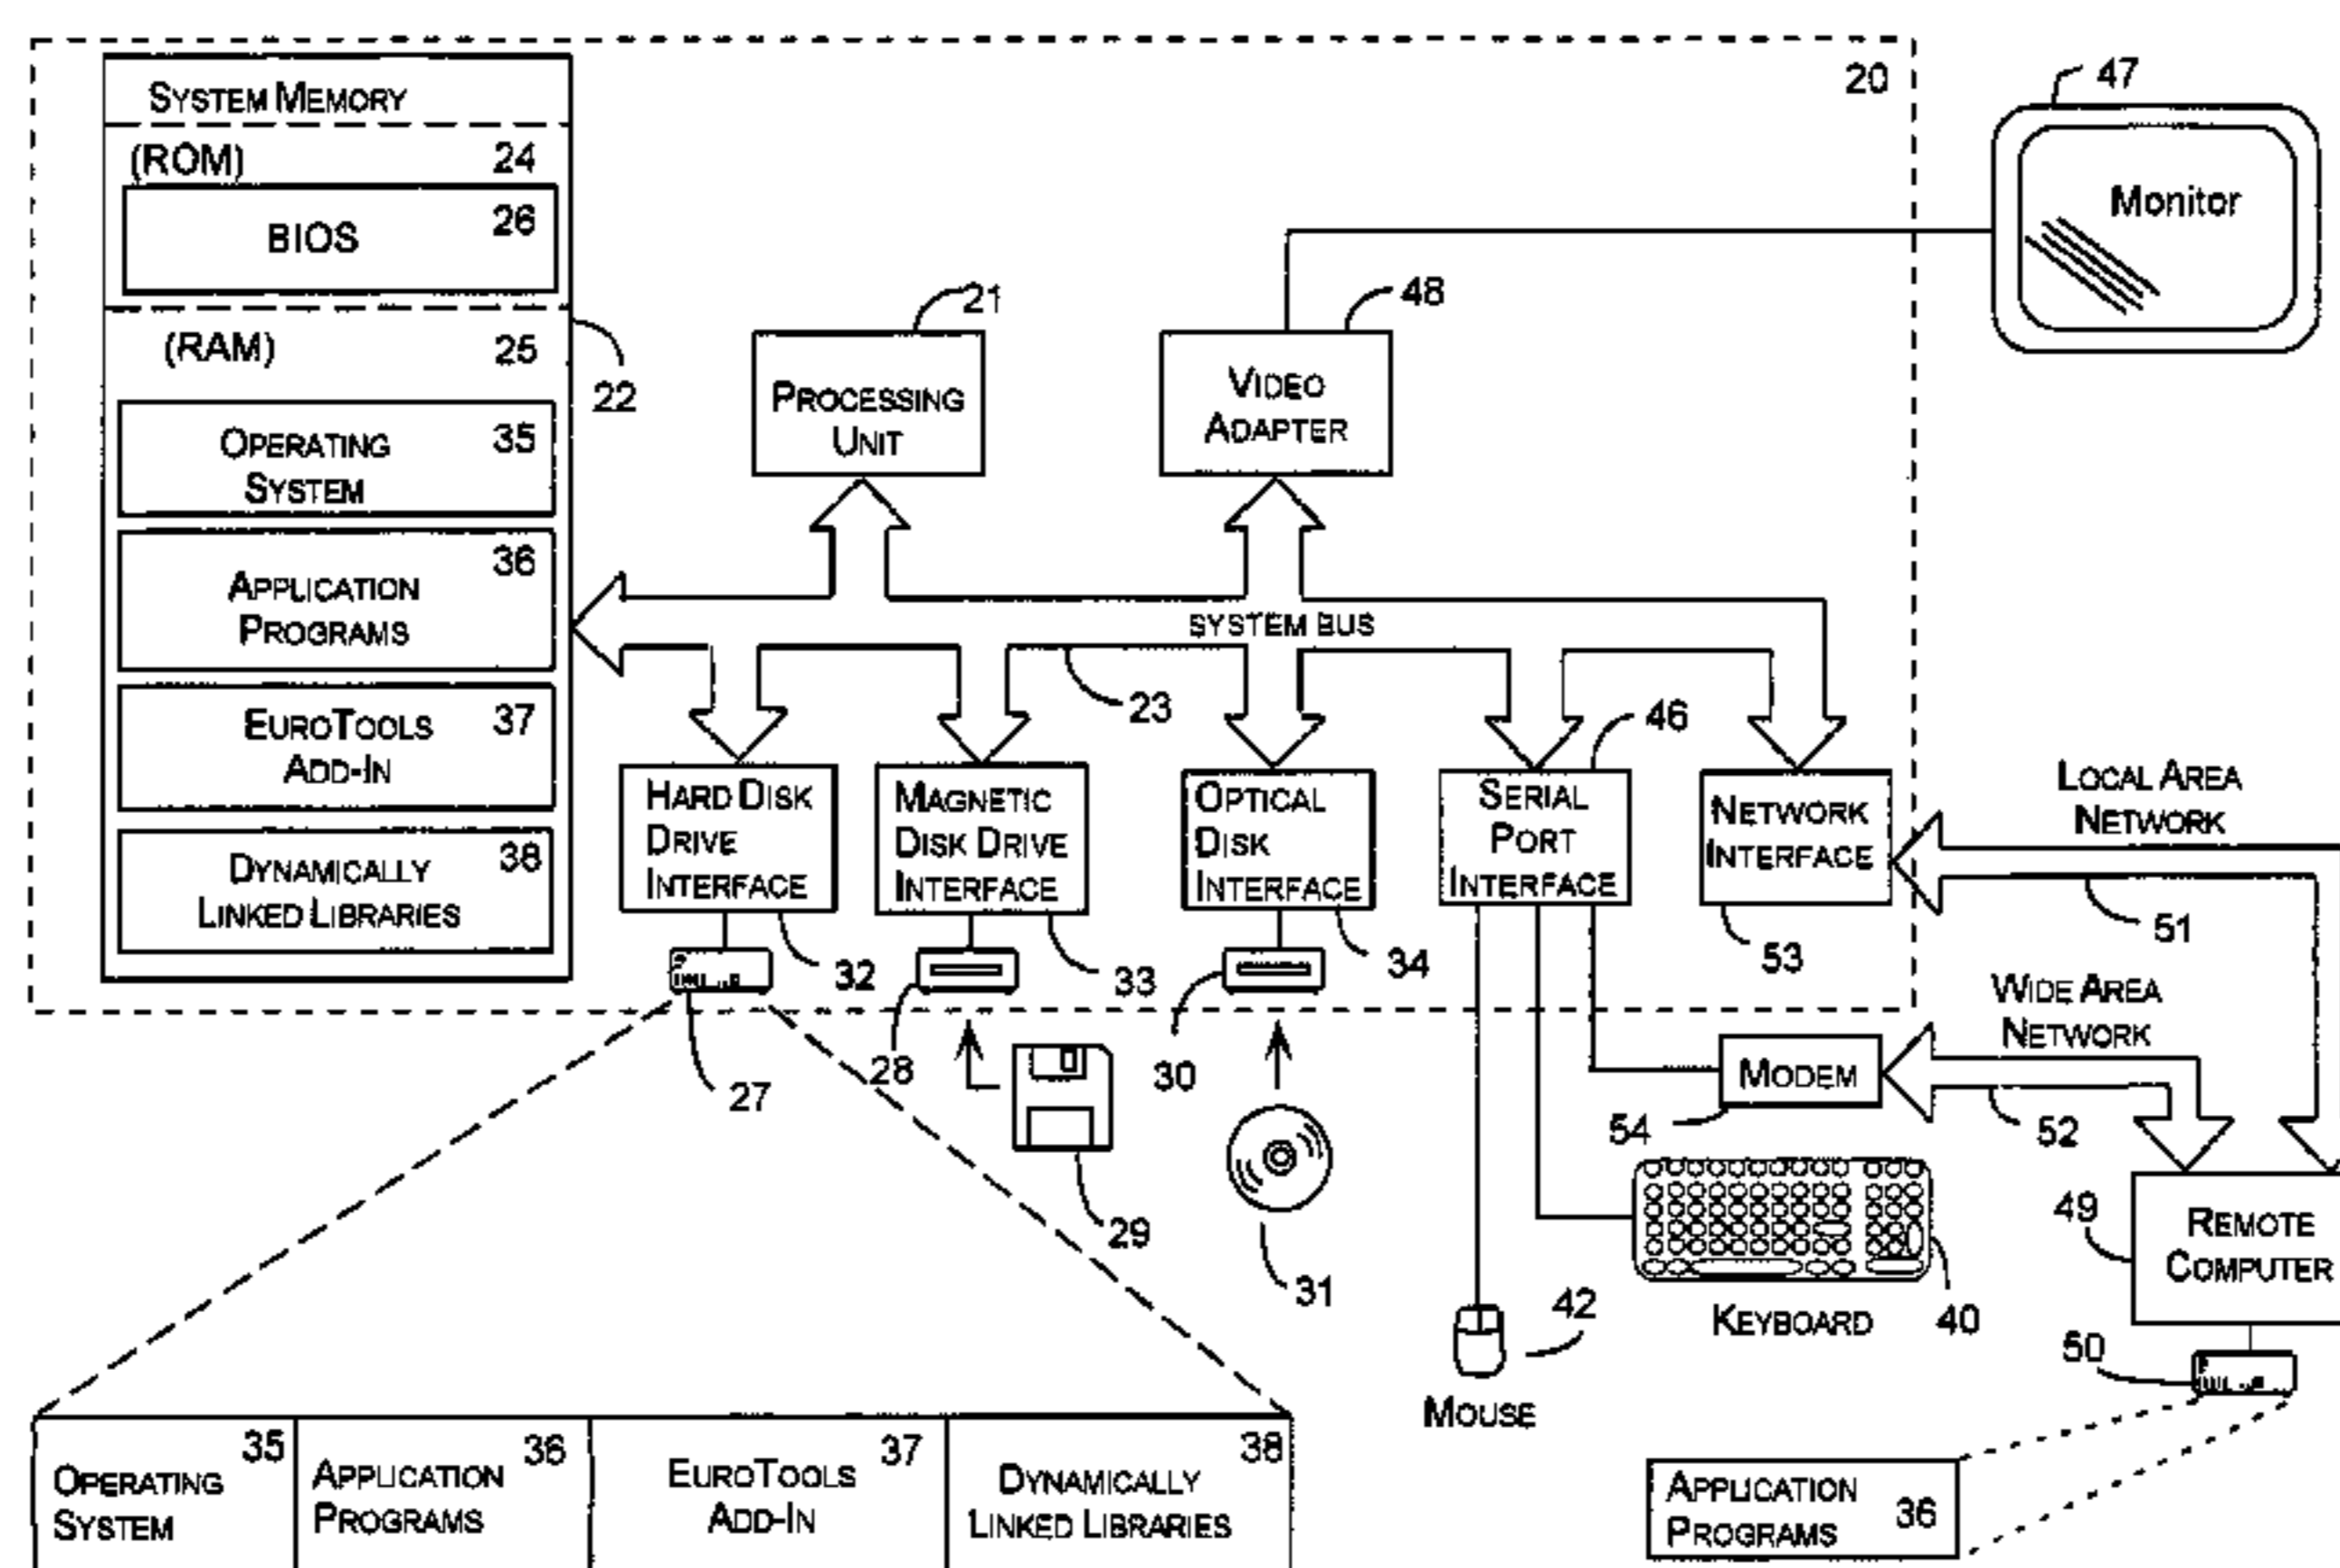 SYSTEM MEMORY
(ROM) 24
BIOS 26
(RAM) 25
22
OPERATING 35
SYSTEM
APPLICATION 36
PROGRAMS
EUROTOOLS 37
ADD-IN
DYNAMICALLY 38
LINKED LIBRARIES
20
47
Monitor
21
PROCESSING
UNIT
48
VIDEO
ADAPTER
SYSTEM BUS
23
HARD DISK
DRIVE
INTERFACE
32
27
MAGNETIC
DISK DRIVE
INTERFACE
33
28
29
OPTICAL
DISK
INTERFACE
34
30
31
46
SERIAL
PORT
INTERFACE
NETWORK
INTERFACE
53
LOCAL AREA
NETWORK
51
WIDE AREA
NETWORK
52
MODEM
54
KEYBOARD
40
42
MOUSE
49
REMOTE
COMPUTER
50
OPERATING 35
SYSTEM
APPLICATION 36
PROGRAMS
EUROTOOLS 37
ADD-IN
DYNAMICALLY 38
LINKED LIBRARIES
APPLICATION
PROGRAMS 36